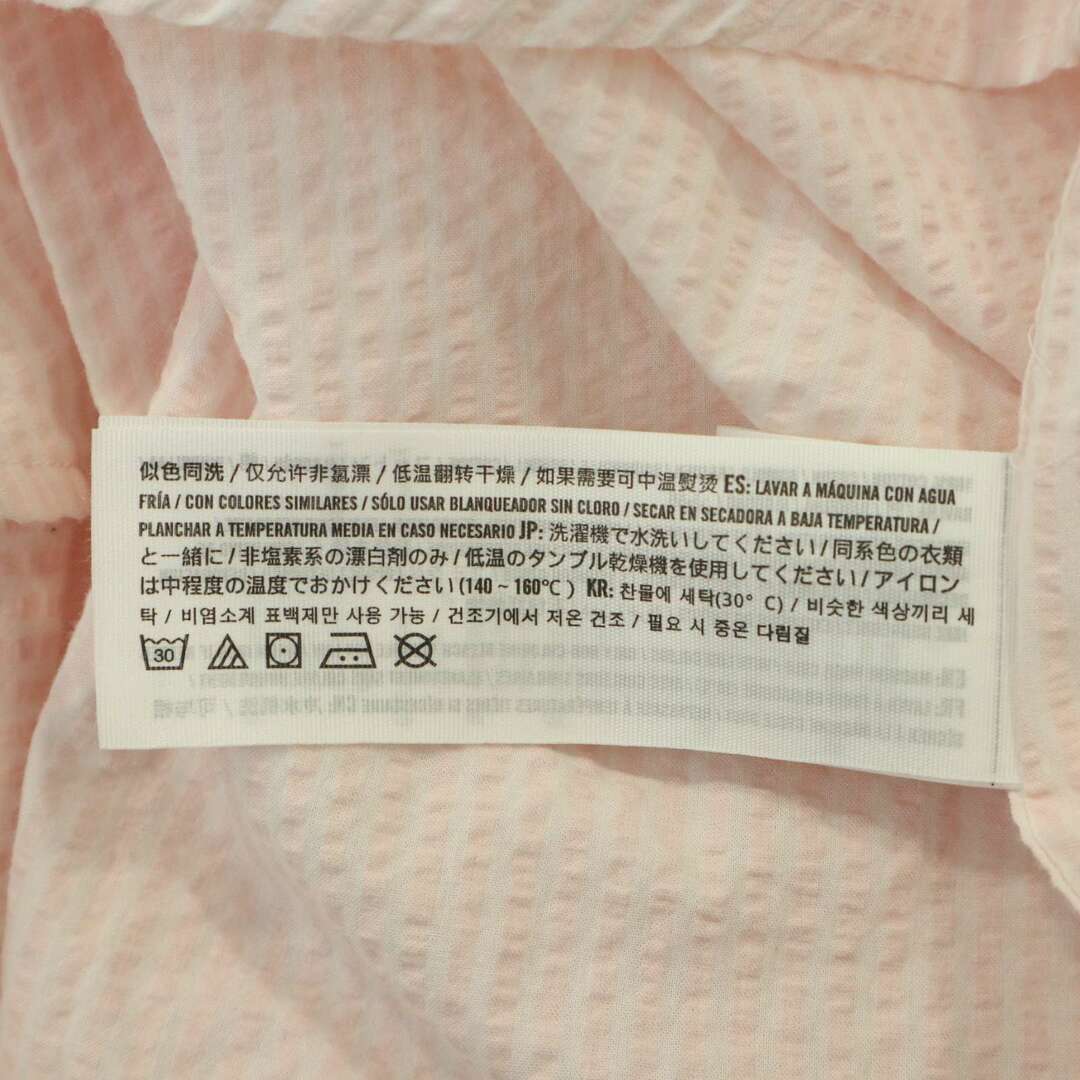 似色同洗 / 仅允许非氯漂 / 低温翻转干燥 / 如果需要可中温熨烫 ES: LAVAR A MÁQUINA CON AGUA
FRÍA / CON COLORES SIMILARES / SÓLO USAR BLANQUEADOR SIN CLORO / SECAR EN SECADORA A BAJA TEMPERATURA /
PLANCHAR A TEMPERATURA MEDIA EN CASO NECESARIO JP: 洗濯機で水洗いしてください / 同系色の衣類
と一緒に / 非塩素系の漂白剤のみ / 低温のタンブル乾燥機を使用してください / アイロン
は中程度の温度でおかけください (140 ~ 160℃ ) KR: 찬물에 세탁(30° C) / 비슷한 색상끼리 세
탁 / 비염소계 표백제만 사용 가능 / 건조기에서 저온 건조 / 필요 시 중온 다림질
30